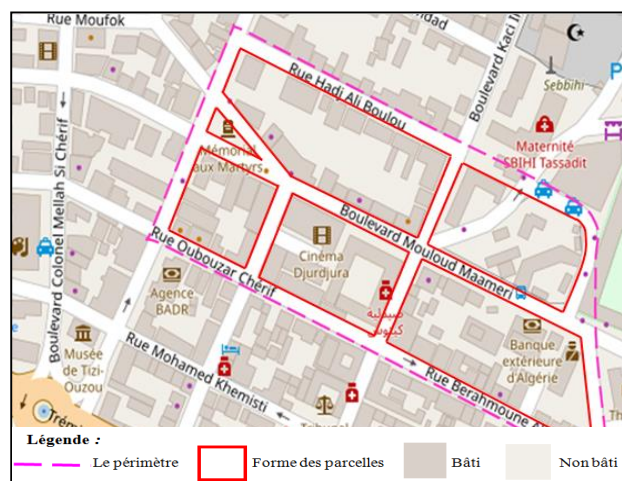 Rue Moufok
Rue Hadj Ali Boulou
Boulevard Kaci
Sebbihi
P
Maternité
SBIHI Tassadit
Mémorial
aux Martyrs
Boulevard Colonel Mellah Si Chérif
Boulevard Mouloud Maameri
Rue Oubouzar Chérif
Cinéma
Djurdjura
صيدلية
Agence
BADR
Banque
extérieure
d'Algérie
Musée
de Tizi-
Ouzou
Rue Mohamed Khemisti
Rue Berahmoune
Légende :
Le périmètre
Forme des parcelles
Bâti
Non bâti